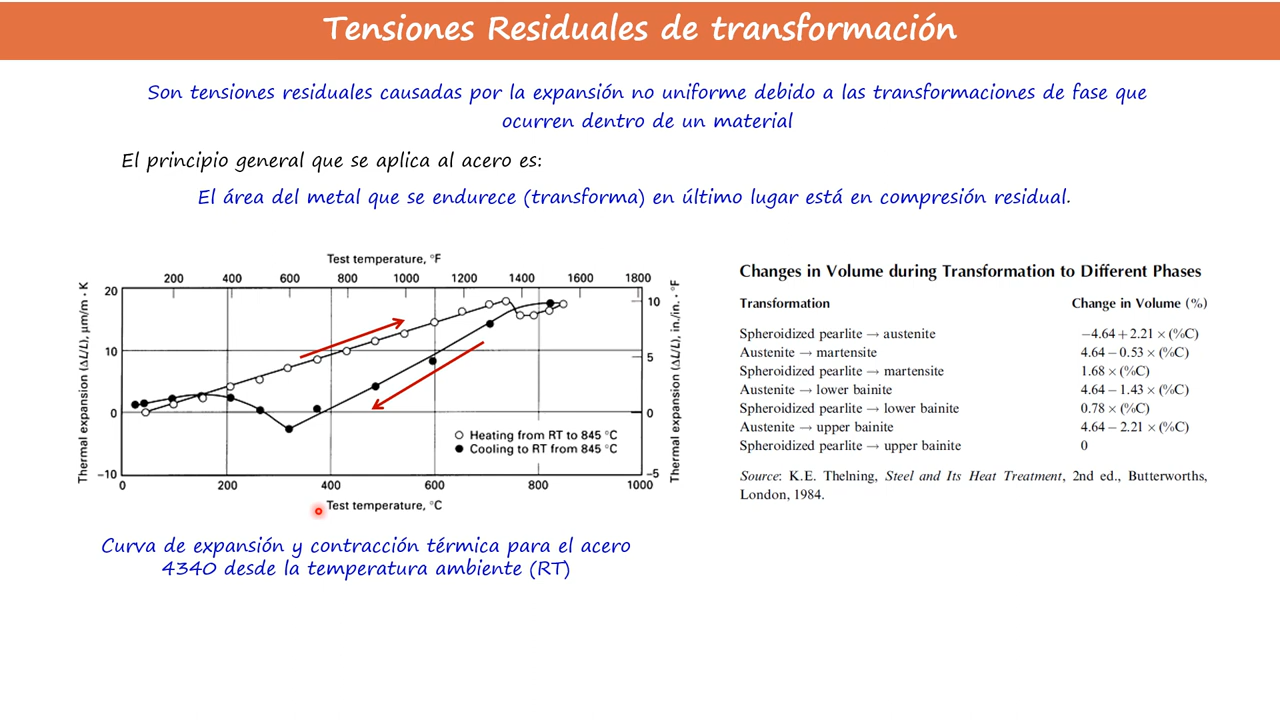 Tensiones Residuales de transformación
Son tensiones residuales causadas por la expansión no uniforme debido a las transformaciones de fase que
ocurren dentro de un material
El principio general que se aplica al acero es:
El área del metal que se endurece (transforma) en último lugar está en compresión residual.
Test temperature, °F
200 400 600 800 1000 1200 1400 1600 1800
Thermal expansion (ΔL/L), μm/m · K
20
10
0
−10
10
5
0
−5
Thermal expansion (ΔL/L), in./in. · °F
Heating from RT to 845 °C
Cooling to RT from 845 °C
0 200 400 600 800 1000
Test temperature, °C
Curva de expansión y contracción térmica para el acero
4340 desde la temperatura ambiente (RT)
Changes in Volume during Transformation to Different Phases
Transformation Change in Volume (%)
Spheroidized pearlite → austenite −4.64 + 2.21 × (%C)
Austenite → martensite 4.64 − 0.53 × (%C)
Spheroidized pearlite → martensite 1.68 × (%C)
Austenite → lower bainite 4.64 − 1.43 × (%C)
Spheroidized pearlite → lower bainite 0.78 × (%C)
Austenite → upper bainite 4.64 − 2.21 × (%C)
Spheroidized pearlite → upper bainite 0
Source: K.E. Thelning, Steel and Its Heat Treatment, 2nd ed., Butterworths,
London, 1984.